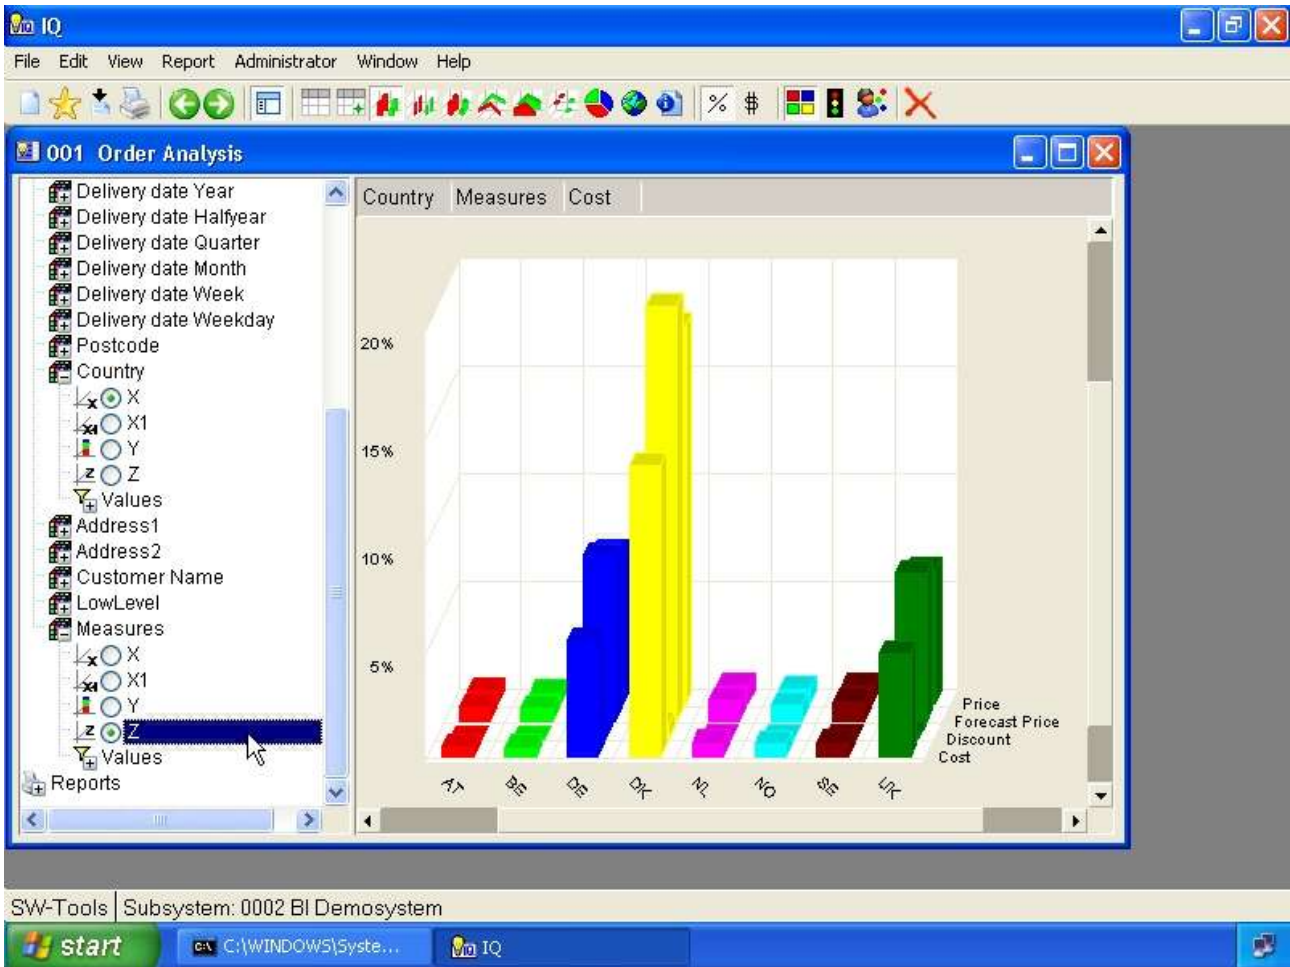 IQ
File Edit View Report Administrator Window Help
% $
001 Order Analysis
Delivery date Year
Delivery date Halfyear
Delivery date Quarter
Delivery date Month
Delivery date Week
Delivery date Weekday
Postcode
Country
X
X1
Y
Z
Values
Address1
Address2
Customer Name
LowLevel
Measures
X
X1
Y
Z
Values
Reports
Country Measures Cost
20%
15%
10%
5%
Price
Forecast Price
Discount
Cost
AT BE DE DK NL NO SE UK
SW-Tools Subsystem: 0002 BI Demosystem
start C:\WINDOWS\Syste... IQ